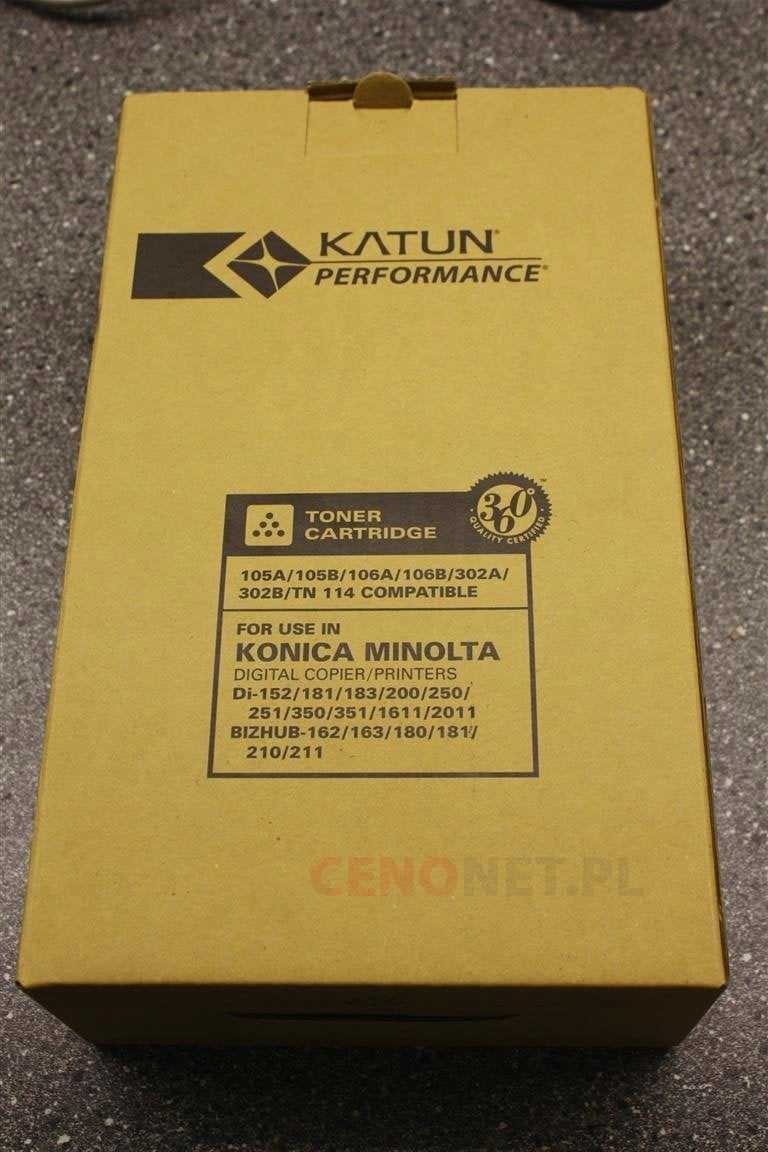 KATUN®
PERFORMANCE®
TONER
CARTRIDGE
360°
QUALITY CERTIFIED
™
105A/105B/106A/106B/302A/
302B/TN 114 COMPATIBLE
FOR USE IN
KONICA MINOLTA
DIGITAL COPIER/PRINTERS
Di-152/181/183/200/250/
251/350/351/1611/2011
BIZHUB-162/163/180/181/
210/211
CENONET.PL